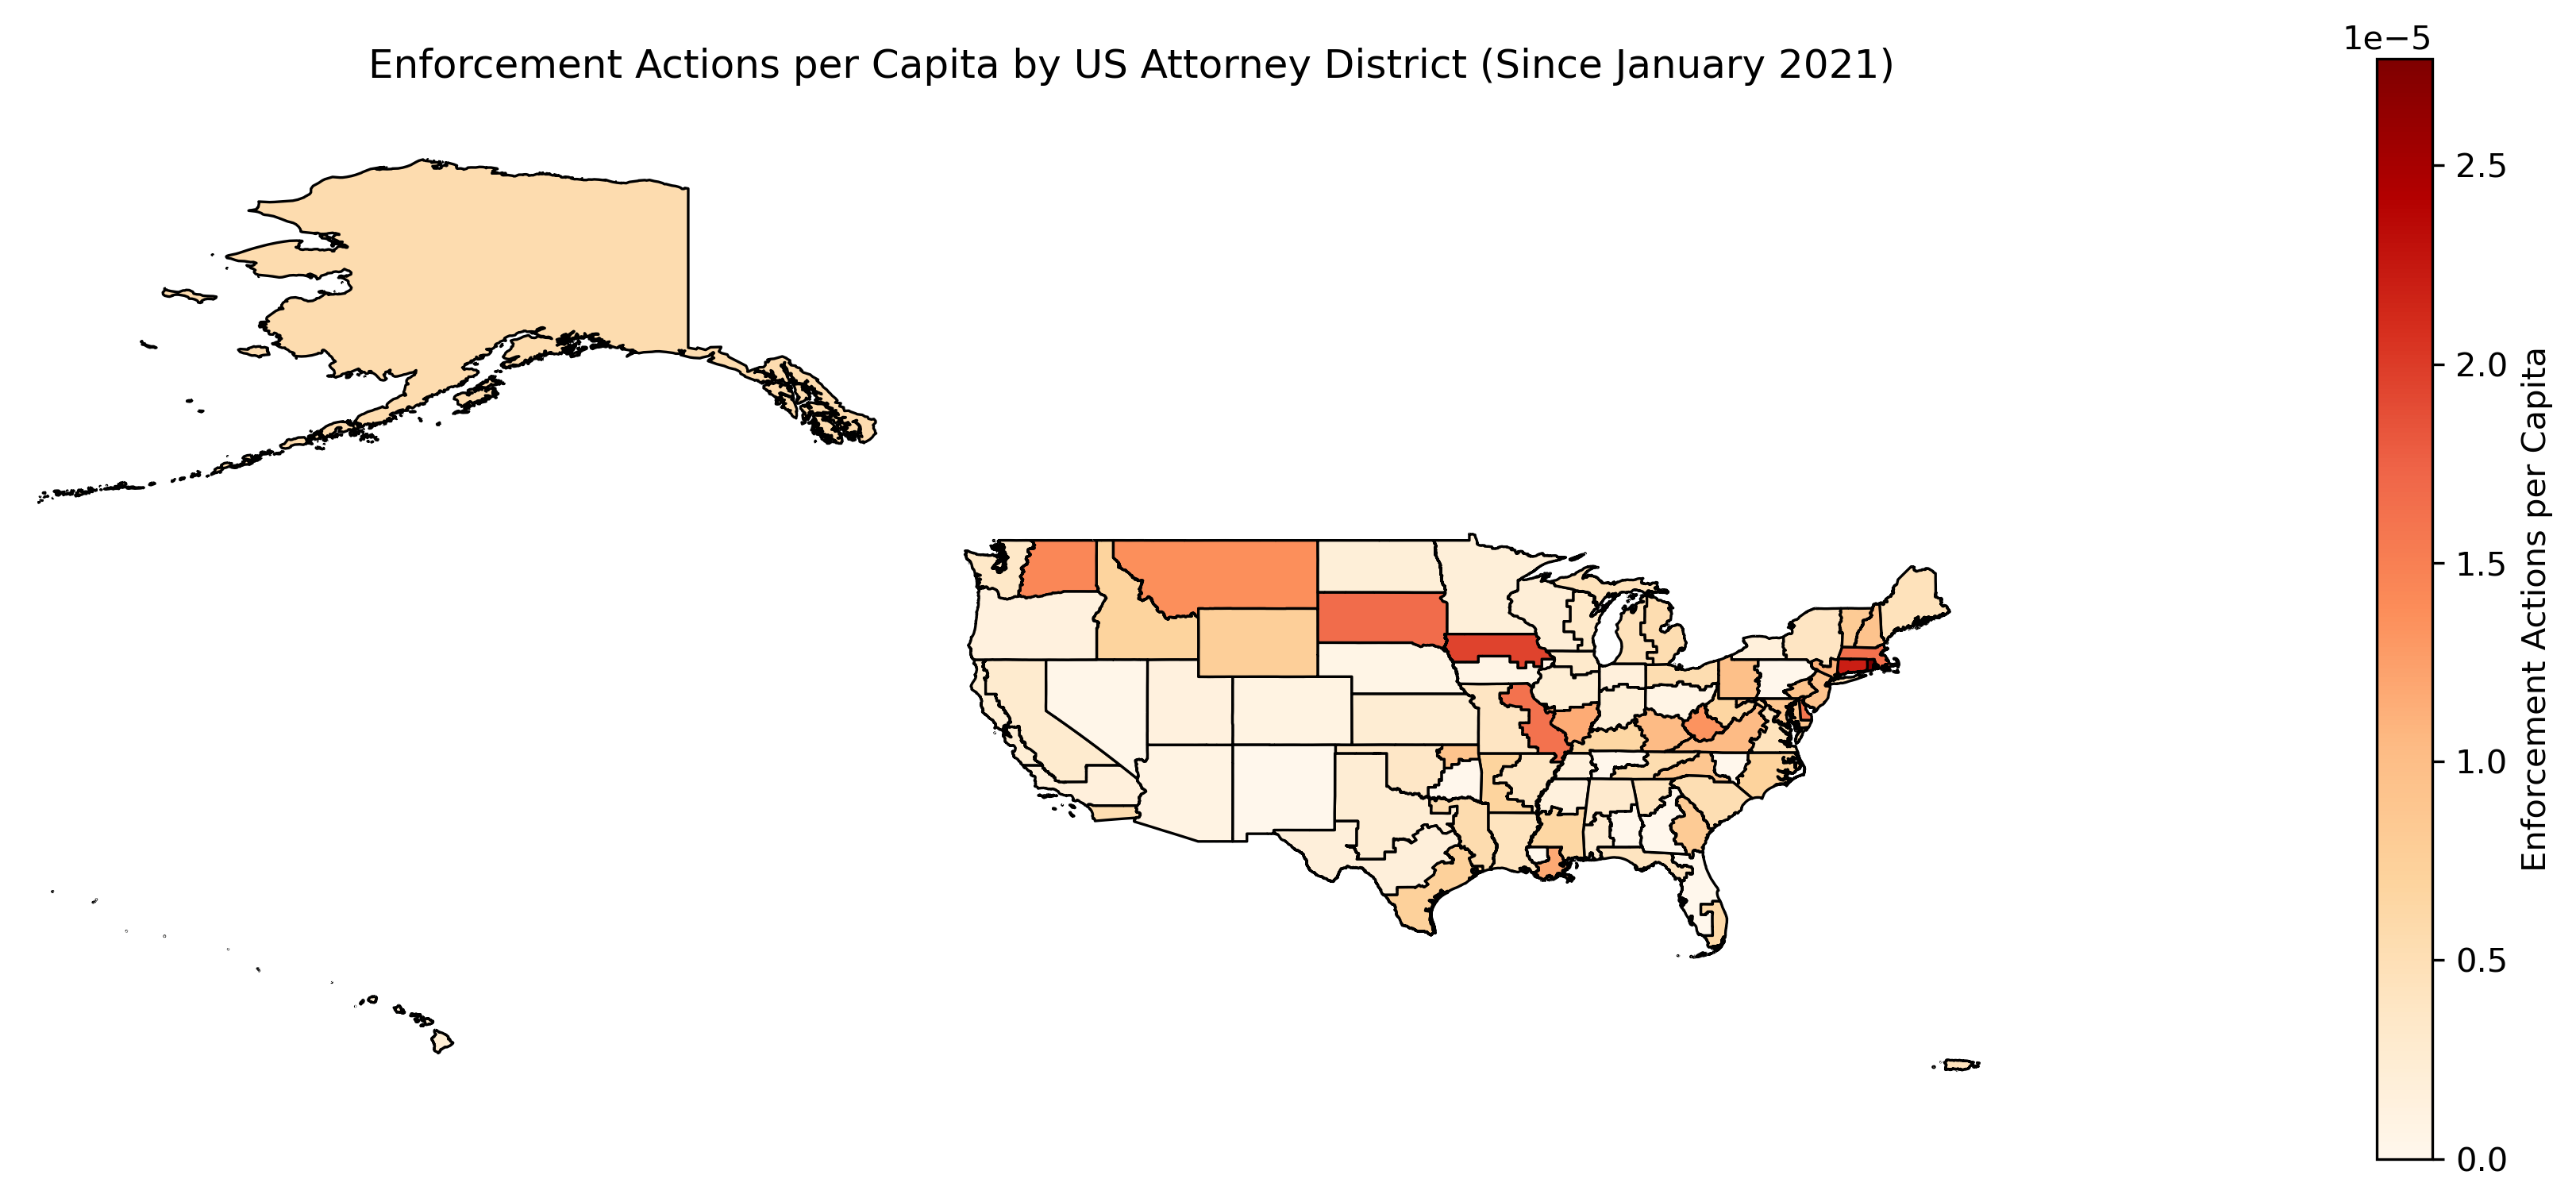 Enforcement Actions per Capita by US Attorney District (Since January 2021)
1e−5
2.5
2.0
1.5
1.0
0.5
0.0
Enforcement Actions per Capita